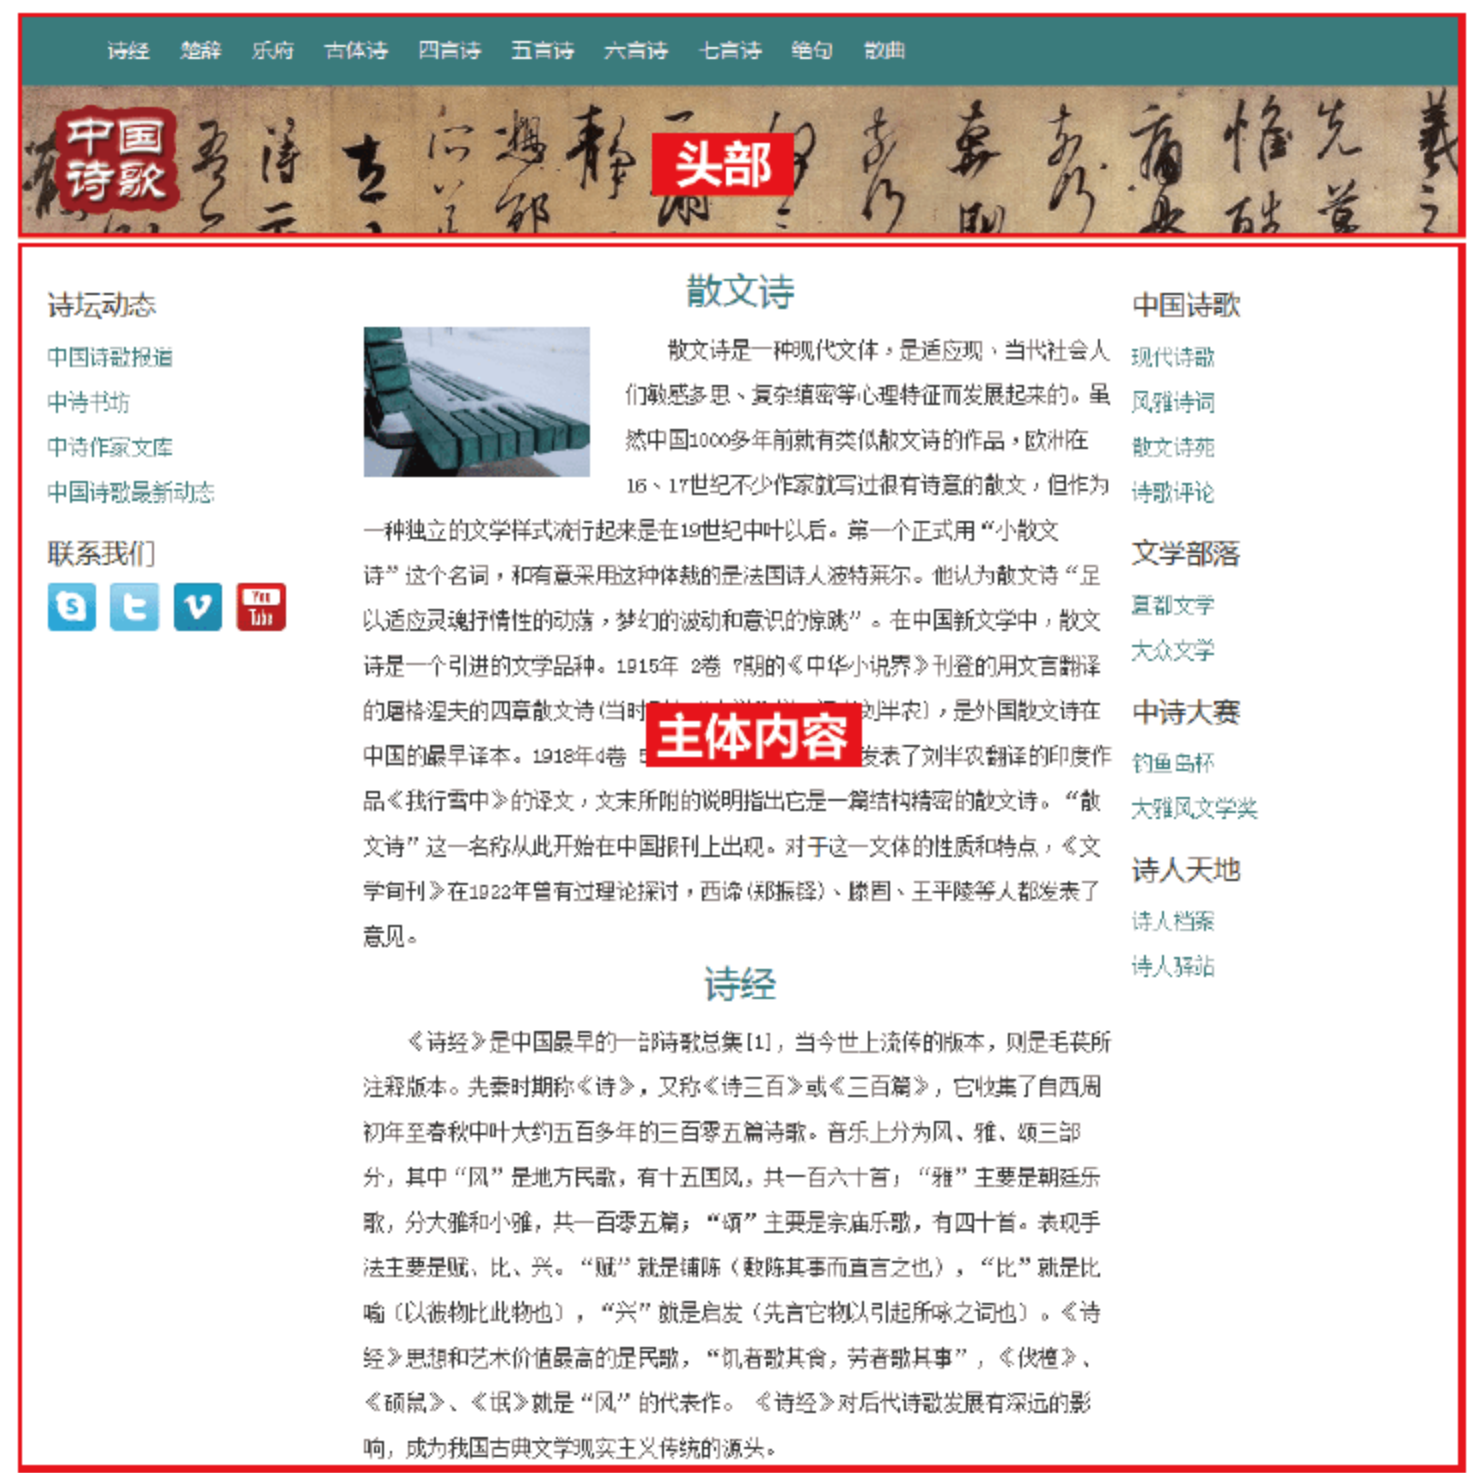 诗经 楚辞 乐府 古体诗 四言诗 五言诗 六言诗 七言诗 绝句 散曲
中国
诗歌
头部
诗坛动态
中国诗歌报道
中诗书坊
中诗作家文库
中国诗歌最新动态
联系我们
You
Tube
散文诗
散文诗是一种现代文体，是适应现、当代社会人
们敏感多思、复杂缜密等心理特征而发展起来的。虽
然中国1000多年前就有类似散文诗的作品，欧洲在
16、17世纪不少作家就写过很有诗意的散文，但作为
一种独立的文学样式流行起来是在19世纪中叶以后。第一个正式用“小散文
诗”这个名词，和有意采用这种体裁的是法国诗人波特莱尔。他认为散文诗“足
以适应灵魂抒情性的动荡，梦幻的波动和意识的惊跳”。在中国新文学中，散文
诗是一个引进的文学品种。1915年 2卷 7期的《中华小说界》刊登的用文言翻译
的屠格涅夫的四章散文诗(当时 刘半农)，是外国散文诗在
中国的最早译本。1918年4卷 5 发表了刘半农翻译的印度作
品《我行雪中》的译文，文末所附的说明指出它是一篇结构精密的散文诗。“散
文诗”这一名称从此开始在中国报刊上出现。对于这一文体的性质和特点，《文
学旬刊》在1922年曾有过理论探讨，西谛(郑振铎)、滕固、王平陵等人都发表了
意见。
主体内容
诗经
《诗经》是中国最早的一部诗歌总集[1]，当今世上流传的版本，则是毛苌所
注释版本。先秦时期称《诗》，又称《诗三百》或《三百篇》，它收集了自西周
初年至春秋中叶大约五百多年的三百零五篇诗歌。音乐上分为风、雅、颂三部
分，其中“风”是地方民歌，有十五国风，共一百六十首；“雅”主要是朝廷乐
歌，分大雅和小雅，共一百零五篇；“颂”主要是宗庙乐歌，有四十首。表现手
法主要是赋、比、兴。“赋”就是铺陈（敷陈其事而直言之也），“比”就是比
喻（以彼物比此物也），“兴”就是启发（先言它物以引起所咏之词也）。《诗
经》思想和艺术价值最高的是民歌，“饥者歌其食，劳者歌其事”，《伐檀》、
《硕鼠》、《氓》就是“风”的代表作。 《诗经》对后代诗歌发展有深远的影
响，成为我国古典文学现实主义传统的源头。
中国诗歌
现代诗歌
风雅诗词
散文诗苑
诗歌评论
文学部落
夏都文学
大众文学
中诗大赛
钓鱼岛杯
大雅风文学奖
诗人天地
诗人档案
诗人驿站